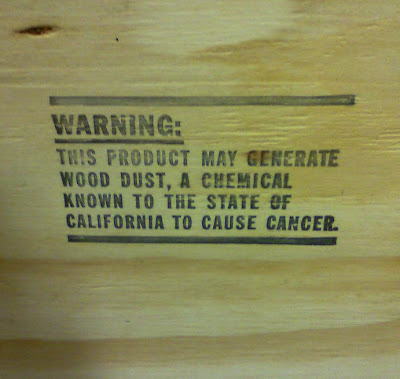 WARNING:
THIS PRODUCT MAY GENERATE
WOOD DUST, A CHEMICAL
KNOWN TO THE STATE OF
CALIFORNIA TO CAUSE CANCER.